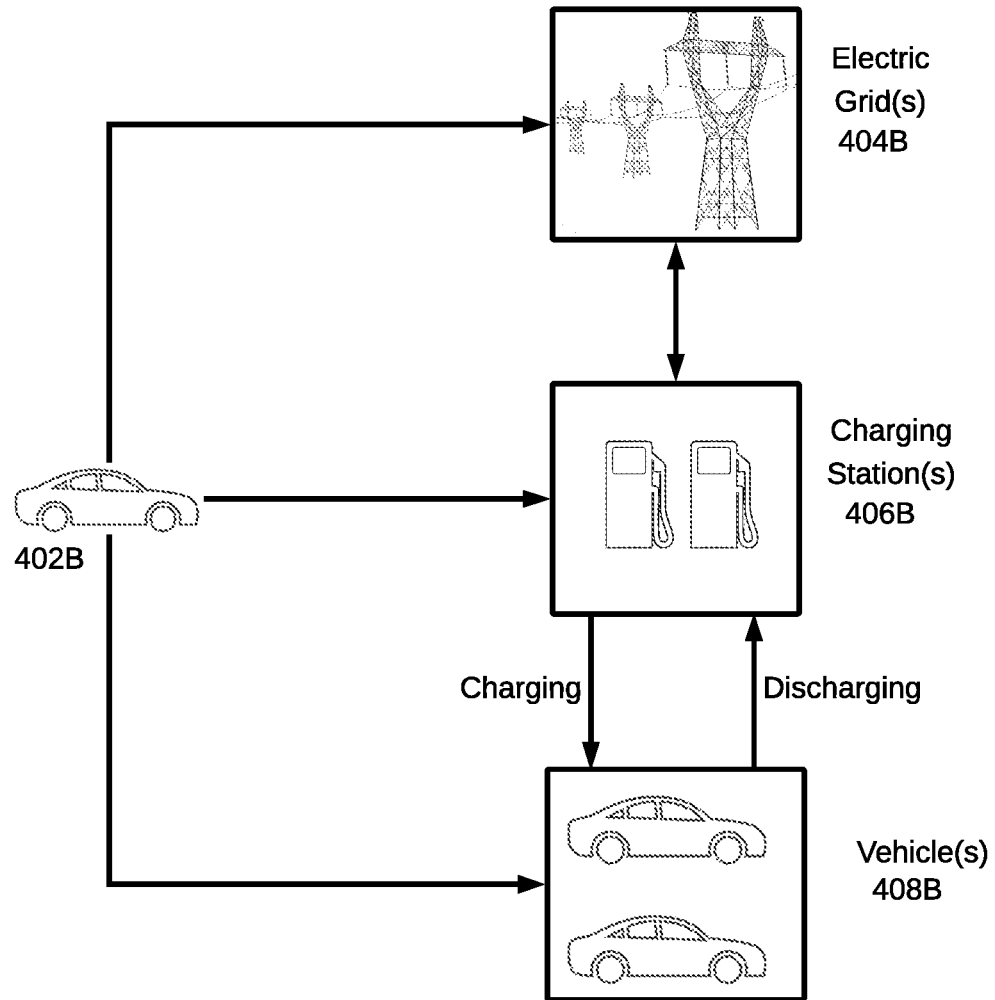 Electric
Grid(s)
404B
Charging
Station(s)
406B
402B
Charging
Discharging
Vehicle(s)
408B